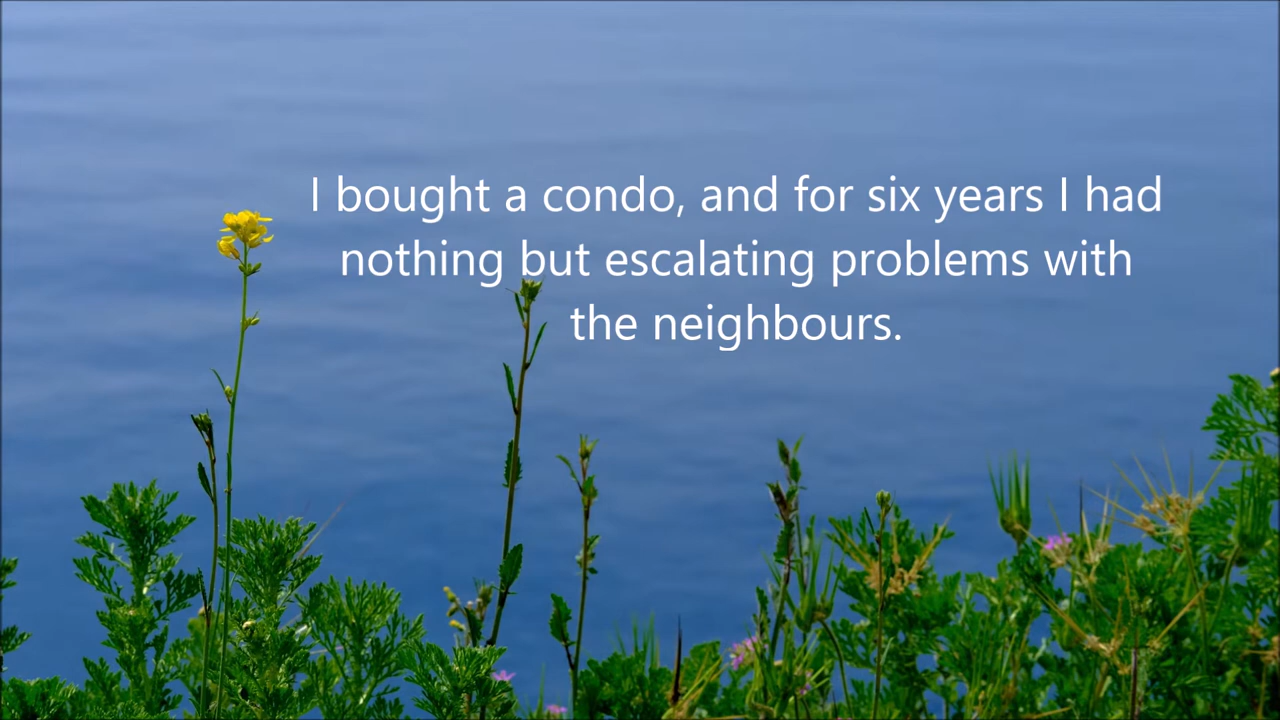 I bought a condo, and for six years I had
nothing but escalating problems with
the neighbours.